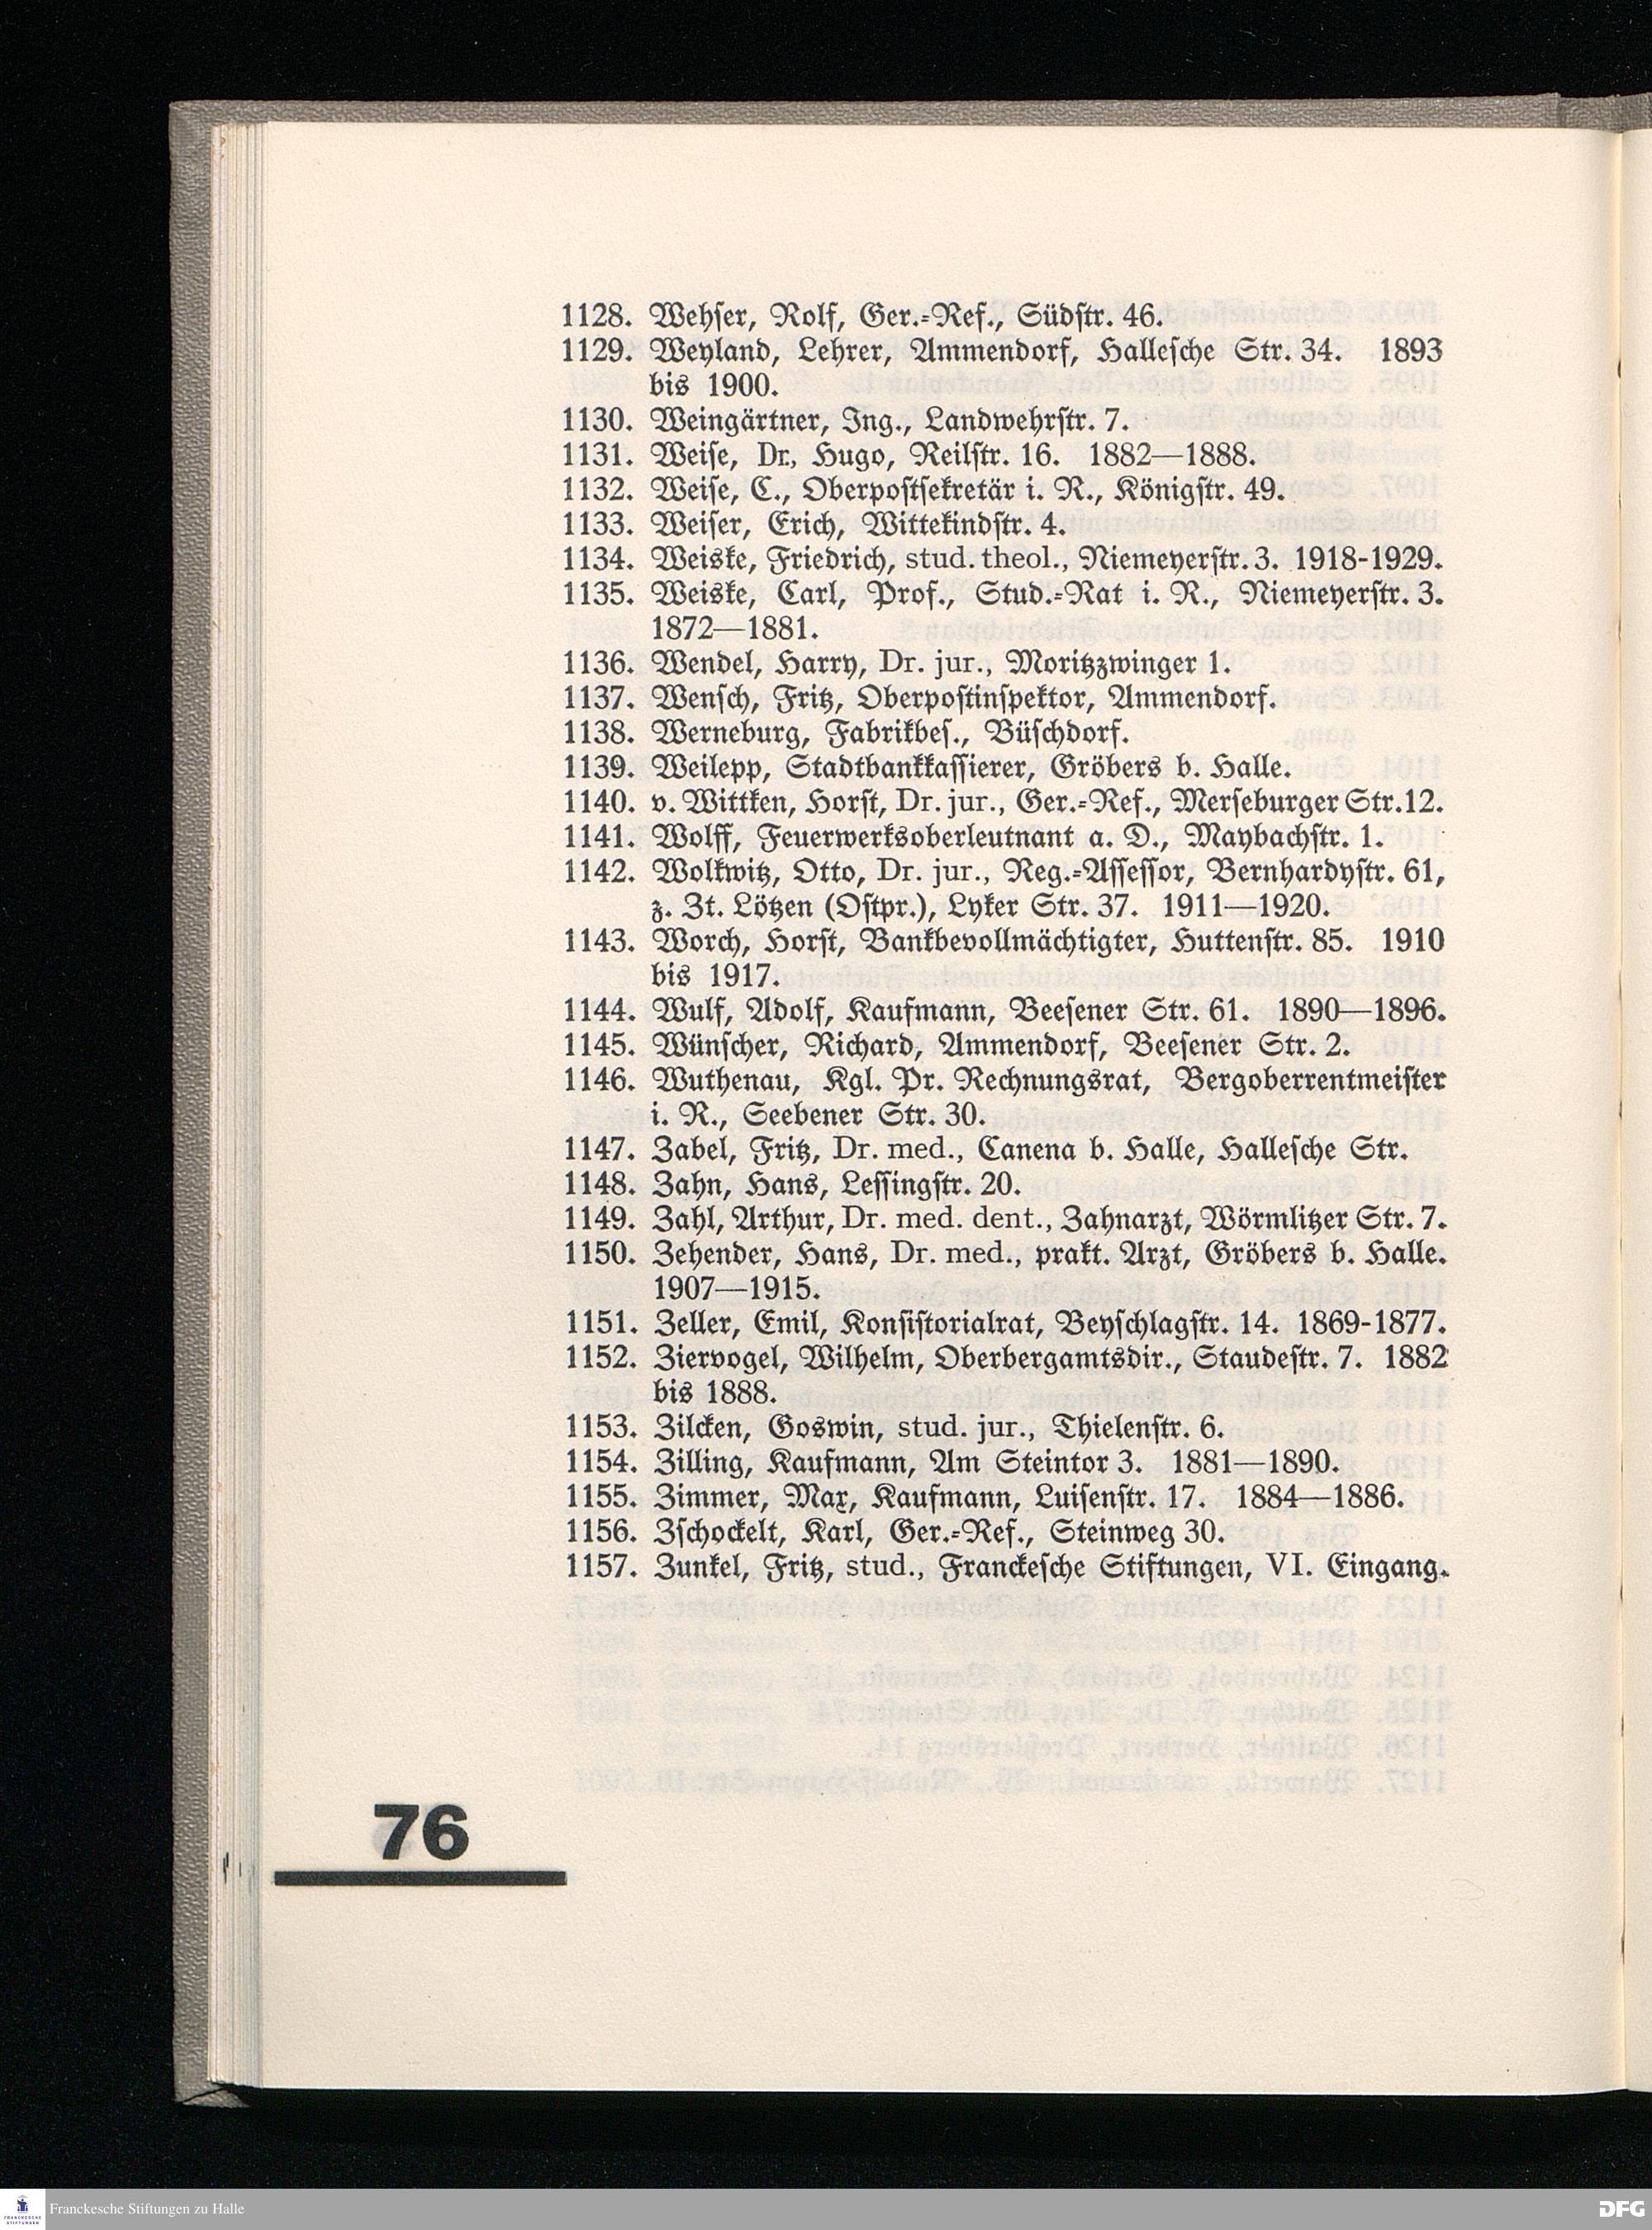 1128. Wehser, Rolf, Ger.-Ref., Südstr. 46.
1129. Weyland, Lehrer, Ammendorf, Hallesche Str. 34. 1893
bis 1900.
1130. Weingärtner, Ing., Landwehrstr. 7.
1131. Weise, Dr., Hugo, Reilstr. 16. 1882—1888.
1132. Weise, C., Oberpostsekretär i. R., Königstr. 49.
1133. Weiser, Erich, Wittekindstr. 4.
1134. Weiske, Friedrich, stud. theol., Niemeyerstr. 3. 1918-1929.
1135. Weiske, Carl, Prof., Stud.-Rat i. R., Niemeyerstr. 3.
1872—1881.
1136. Wendel, Harry, Dr. jur., Moritzzwinger 1.
1137. Wensch, Fritz, Oberpostinspektor, Ammendorf.
1138. Werneburg, Fabrikbes., Büschdorf.
1139. Weilepp, Stadtbankkassierer, Gröbers b. Halle.
1140. v. Wittken, Horst, Dr. jur., Ger.-Ref., Merseburger Str. 12.
1141. Wolff, Feuerwerksoberleutnant a. D., Maybachstr. 1.
1142. Wolkwitz, Otto, Dr. jur., Reg.-Assessor, Bernhardystr. 61,
z. Zt. Lötzen (Ostpr.), Lyker Str. 37. 1911—1920.
1143. Worch, Horst, Bankbevollmächtigter, Huttenstr. 85. 1910
bis 1917.
1144. Wulf, Adolf, Kaufmann, Beesener Str. 61. 1890—1896.
1145. Wünscher, Richard, Ammendorf, Beesener Str. 2.
1146. Wuthenau, Kgl. Pr. Rechnungsrat, Bergoberrentmeister
i. R., Seebener Str. 30.
1147. Zabel, Fritz, Dr. med., Canena b. Halle, Hallesche Str.
1148. Zahn, Hans, Lessingstr. 20.
1149. Zahl, Arthur, Dr. med. dent., Zahnarzt, Wörmlitzer Str. 7.
1150. Zehender, Hans, Dr. med., prakt. Arzt, Gröbers b. Halle.
1907—1915.
1151. Zeller, Emil, Konsistorialrat, Beyschlagstr. 14. 1869-1877.
1152. Ziervogel, Wilhelm, Oberbergamtsdir., Staudestr. 7. 1882
bis 1888.
1153. Zilcken, Goswin, stud. jur., Thielenstr. 6.
1154. Zilling, Kaufmann, Am Steintor 3. 1881—1890.
1155. Zimmer, Max, Kaufmann, Luisenstr. 17. 1884—1886.
1156. Zschockelt, Karl, Ger.-Ref., Steinweg 30.
1157. Zunkel, Fritz, stud., Franckesche Stiftungen, VI. Eingang.
76
Franckesche Stiftungen zu Halle
DFG